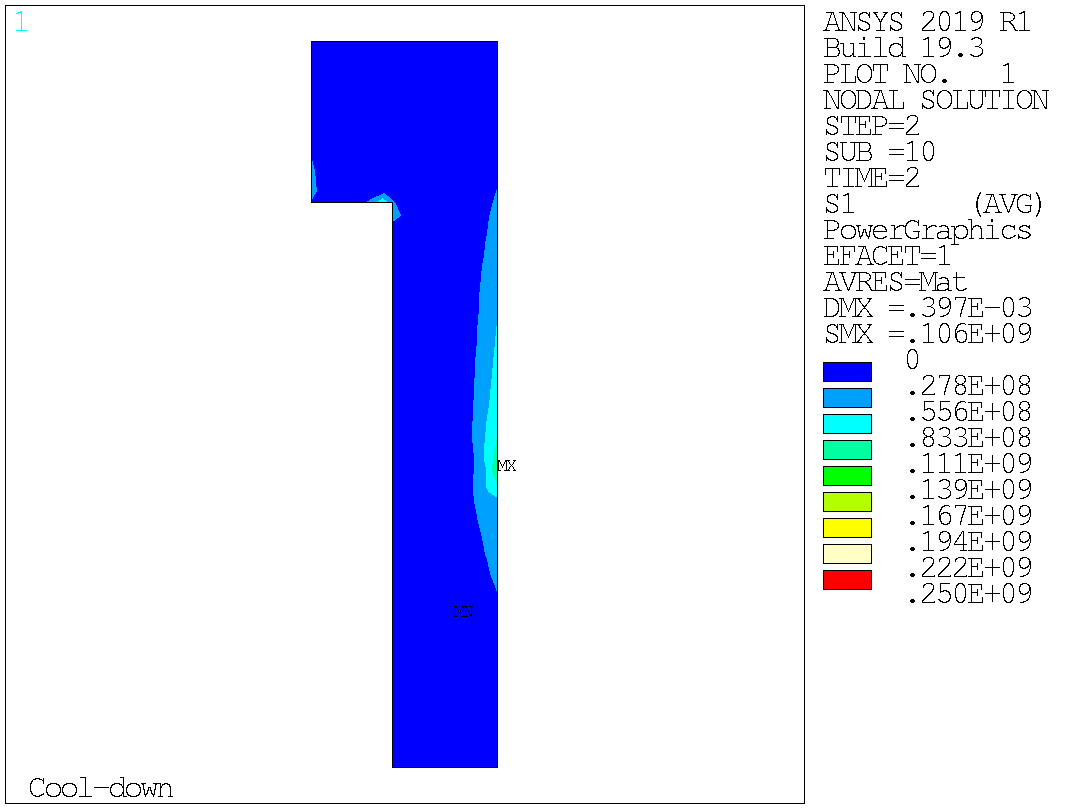 1
ANSYS 2019 R1
Build 19.3
PLOT NO.   1
NODAL SOLUTION
STEP=2
SUB =10
TIME=2
S1       (AVG)
PowerGraphics
EFACET=1
AVRES=Mat
DMX =.397E-03
SMX =.106E+09
0
.278E+08
.556E+08
.833E+08
.111E+09
.139E+09
.167E+09
.194E+09
.222E+09
.250E+09
MX
MN
Cool-down